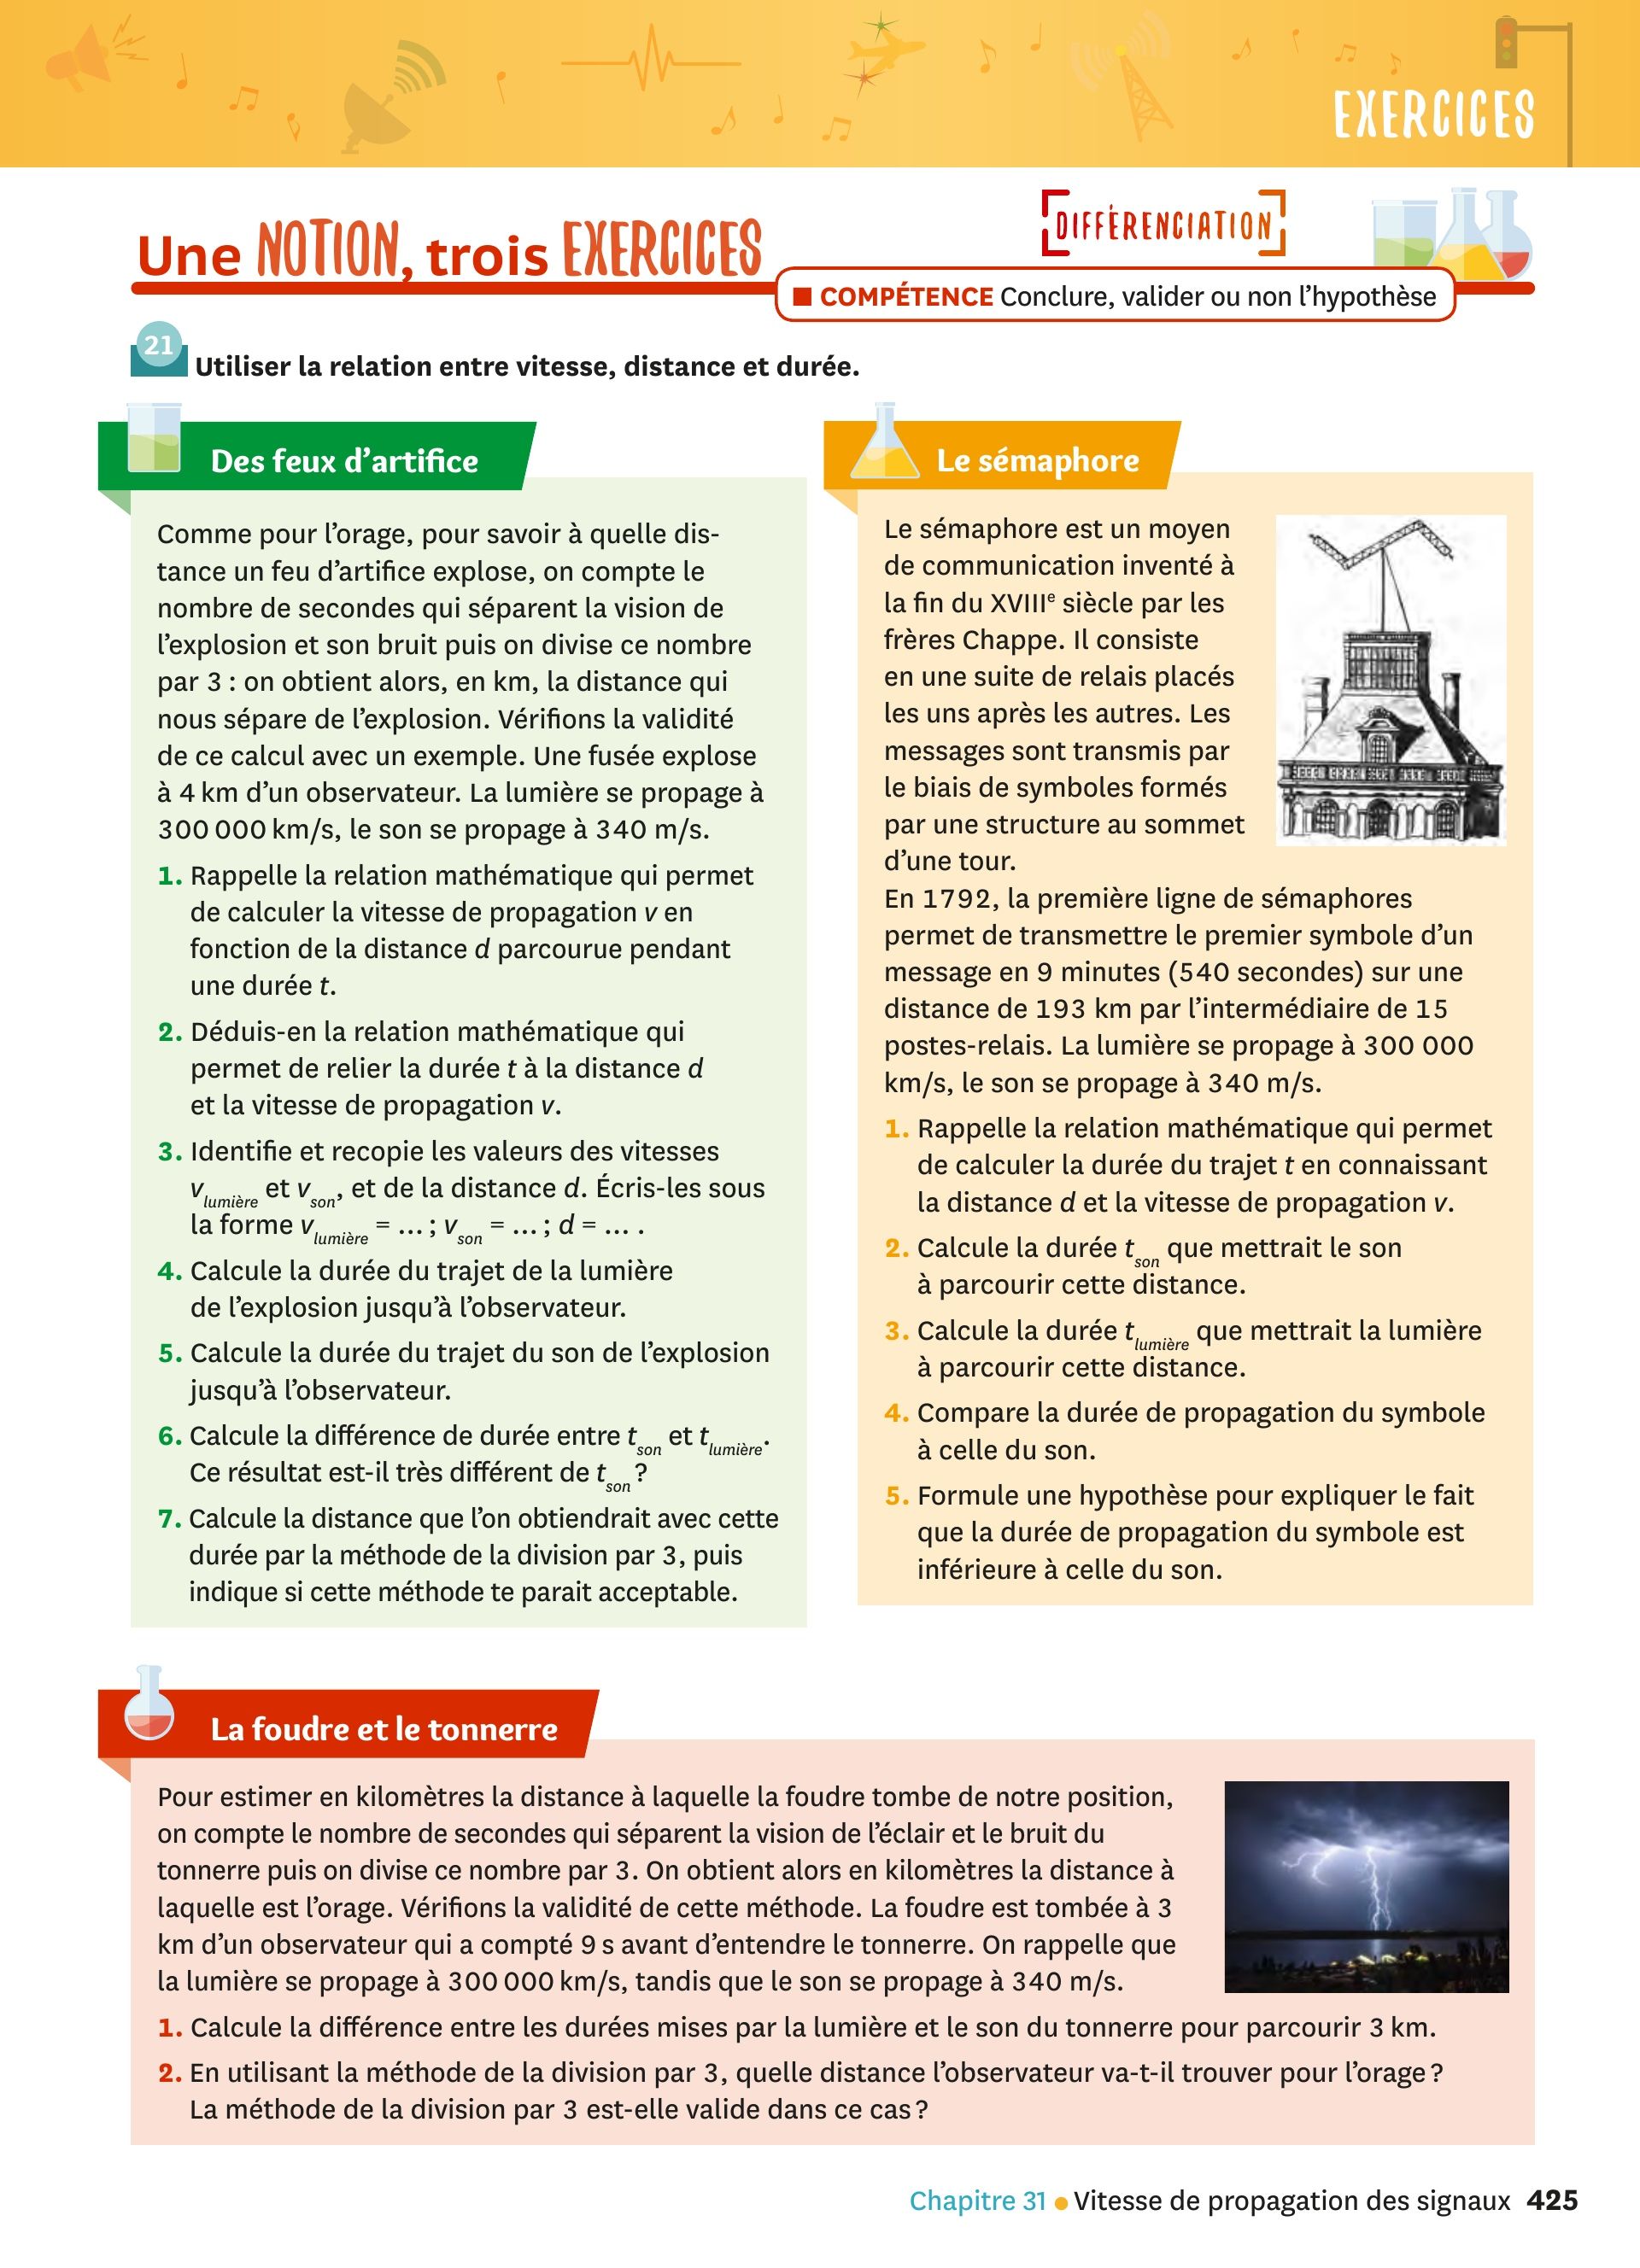 EXERCICES
DIFFÉRENCIATION
Une NOTION, trois EXERCICES
■ COMPÉTENCE Conclure, valider ou non l’hypothèse
21
Utiliser la relation entre vitesse, distance et durée.
Des feux d’artifice
Comme pour l’orage, pour savoir à quelle dis-
tance un feu d’artifice explose, on compte le
nombre de secondes qui séparent la vision de
l’explosion et son bruit puis on divise ce nombre
par 3 : on obtient alors, en km, la distance qui
nous sépare de l’explosion. Vérifions la validité
de ce calcul avec un exemple. Une fusée explose
à 4 km d’un observateur. La lumière se propage à
300 000 km/s, le son se propage à 340 m/s.
1. Rappelle la relation mathématique qui permet
de calculer la vitesse de propagation v en
fonction de la distance d parcourue pendant
une durée t.
2. Déduis-en la relation mathématique qui
permet de relier la durée t à la distance d
et la vitesse de propagation v.
3. Identifie et recopie les valeurs des vitesses
v lumière et v son, et de la distance d. Écris-les sous
la forme v lumière = ... ; v son = ... ; d = ... .
4. Calcule la durée du trajet de la lumière
de l’explosion jusqu’à l’observateur.
5. Calcule la durée du trajet du son de l’explosion
jusqu’à l’observateur.
6. Calcule la différence de durée entre t son et t lumière.
Ce résultat est-il très différent de t son ?
7. Calcule la distance que l’on obtiendrait avec cette
durée par la méthode de la division par 3, puis
indique si cette méthode te parait acceptable.
Le sémaphore
Le sémaphore est un moyen
de communication inventé à
la fin du XVIIIe siècle par les
frères Chappe. Il consiste
en une suite de relais placés
les uns après les autres. Les
messages sont transmis par
le biais de symboles formés
par une structure au sommet
d’une tour.
En 1792, la première ligne de sémaphores
permet de transmettre le premier symbole d’un
message en 9 minutes (540 secondes) sur une
distance de 193 km par l’intermédiaire de 15
postes-relais. La lumière se propage à 300 000
km/s, le son se propage à 340 m/s.
1. Rappelle la relation mathématique qui permet
de calculer la durée du trajet t en connaissant
la distance d et la vitesse de propagation v.
2. Calcule la durée t son que mettrait le son
à parcourir cette distance.
3. Calcule la durée t lumière que mettrait la lumière
à parcourir cette distance.
4. Compare la durée de propagation du symbole
à celle du son.
5. Formule une hypothèse pour expliquer le fait
que la durée de propagation du symbole est
inférieure à celle du son.
La foudre et le tonnerre
Pour estimer en kilomètres la distance à laquelle la foudre tombe de notre position,
on compte le nombre de secondes qui séparent la vision de l’éclair et le bruit du
tonnerre puis on divise ce nombre par 3. On obtient alors en kilomètres la distance à
laquelle est l’orage. Vérifions la validité de cette méthode. La foudre est tombée à 3
km d’un observateur qui a compté 9 s avant d’entendre le tonnerre. On rappelle que
la lumière se propage à 300 000 km/s, tandis que le son se propage à 340 m/s.
1. Calcule la différence entre les durées mises par la lumière et le son du tonnerre pour parcourir 3 km.
2. En utilisant la méthode de la division par 3, quelle distance l’observateur va-t-il trouver pour l’orage ?
La méthode de la division par 3 est-elle valide dans ce cas ?
Chapitre 31 ● Vitesse de propagation des signaux 425